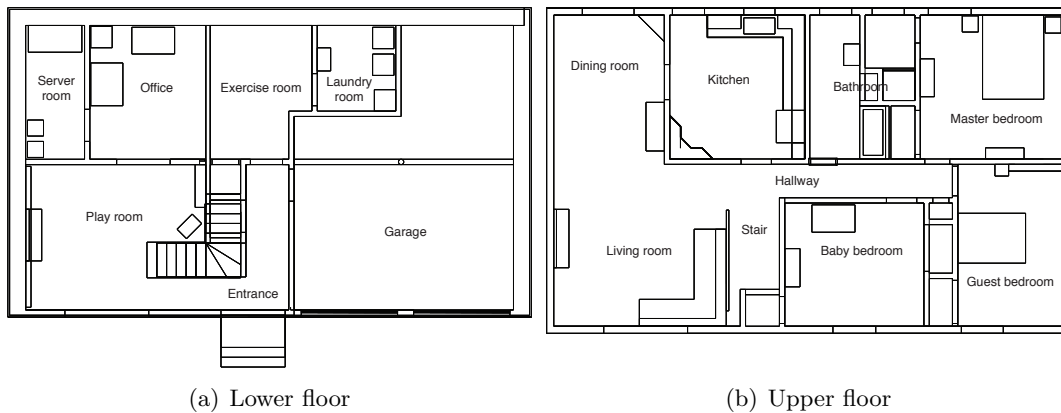 Server
room
Office
Exercise room
Laundry
room
Play room
Garage
Entrance
Dining room
Kitchen
Bathroom
Master bedroom
Hallway
Living room
Stair
Baby bedroom
Guest bedroom
(a) Lower floor
(b) Upper floor